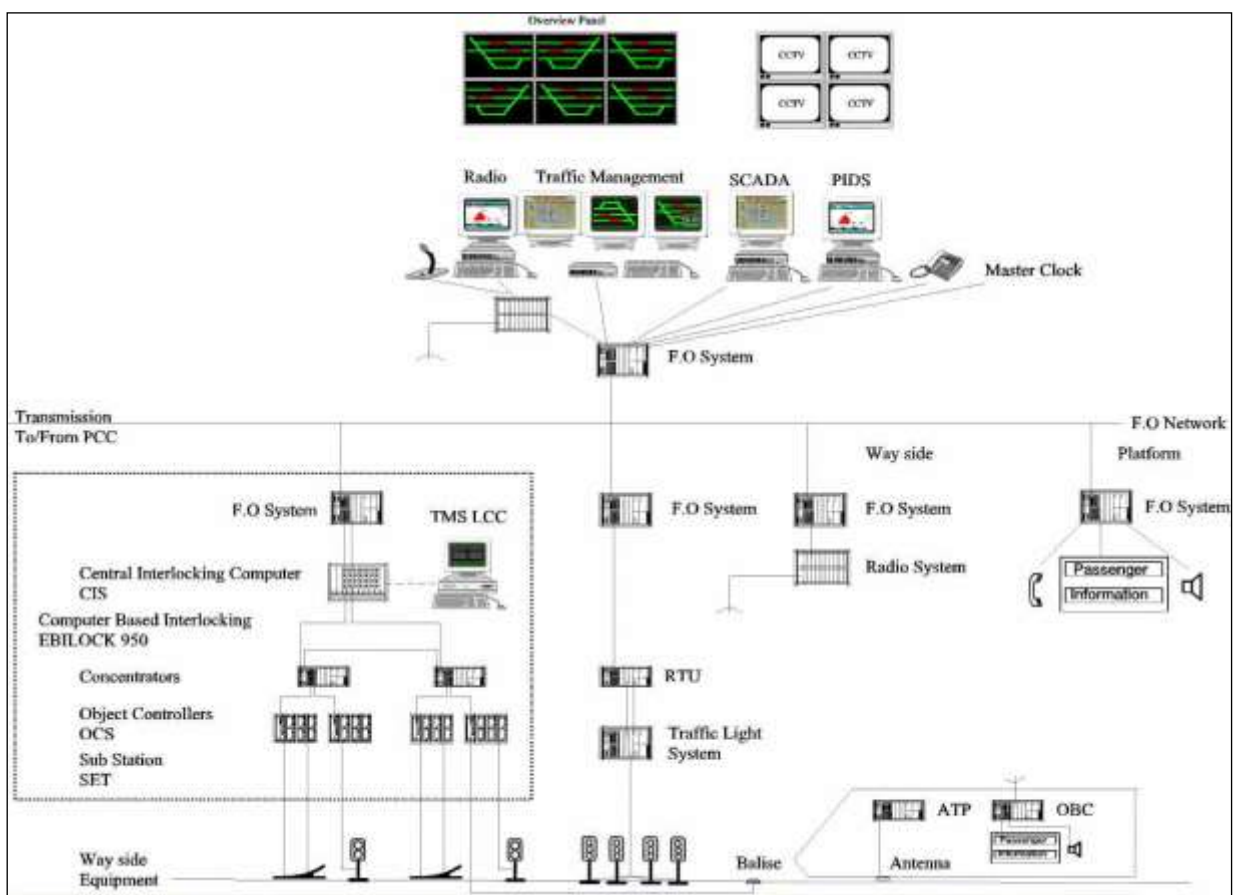 Overview Panel
CCTV CCTV
CCTV CCTV
Radio Traffic Management SCADA PIDS
Master Clock
F.O System
Transmission
To/From PCC
F.O Network
Way side Platform
F.O System
TMS LCC
F.O System
F.O System
F.O System
Central Interlocking Computer
CIS
Radio System
Passenger
Information
Computer Based Interlocking
EBILOCK 950
Concentrators
RTU
Object Controllers
OCS
Traffic Light
System
Sub Station
SET
ATP OBC
Passenger
Information
Way side
Equipment
Balise Antenna